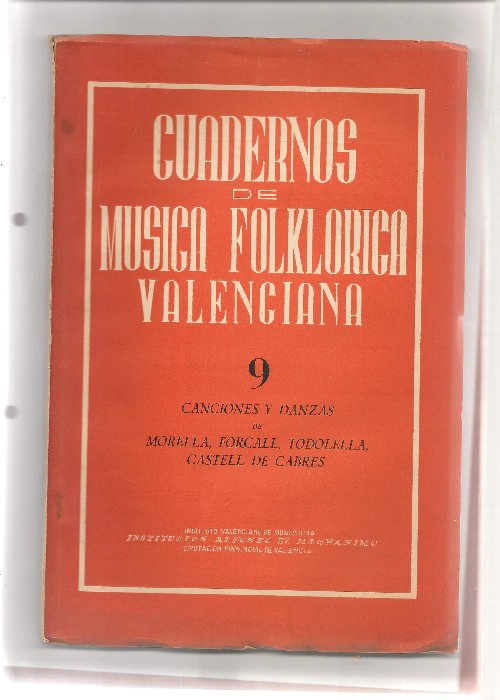 CUADERNOS
DE
MUSICA FOLKLORICA
VALENCIANA
9
CANCIONES Y DANZAS
DE
MORELLA, FORCALL, TODOLELLA,
CASTELL DE CABRES
INSTITUTO VALENCIANO DE MUSICOLOGIA
INSTITUCION ALFONSO EL MAGNANIMO
DIPUTACION PROVINCIAL DE VALENCIA